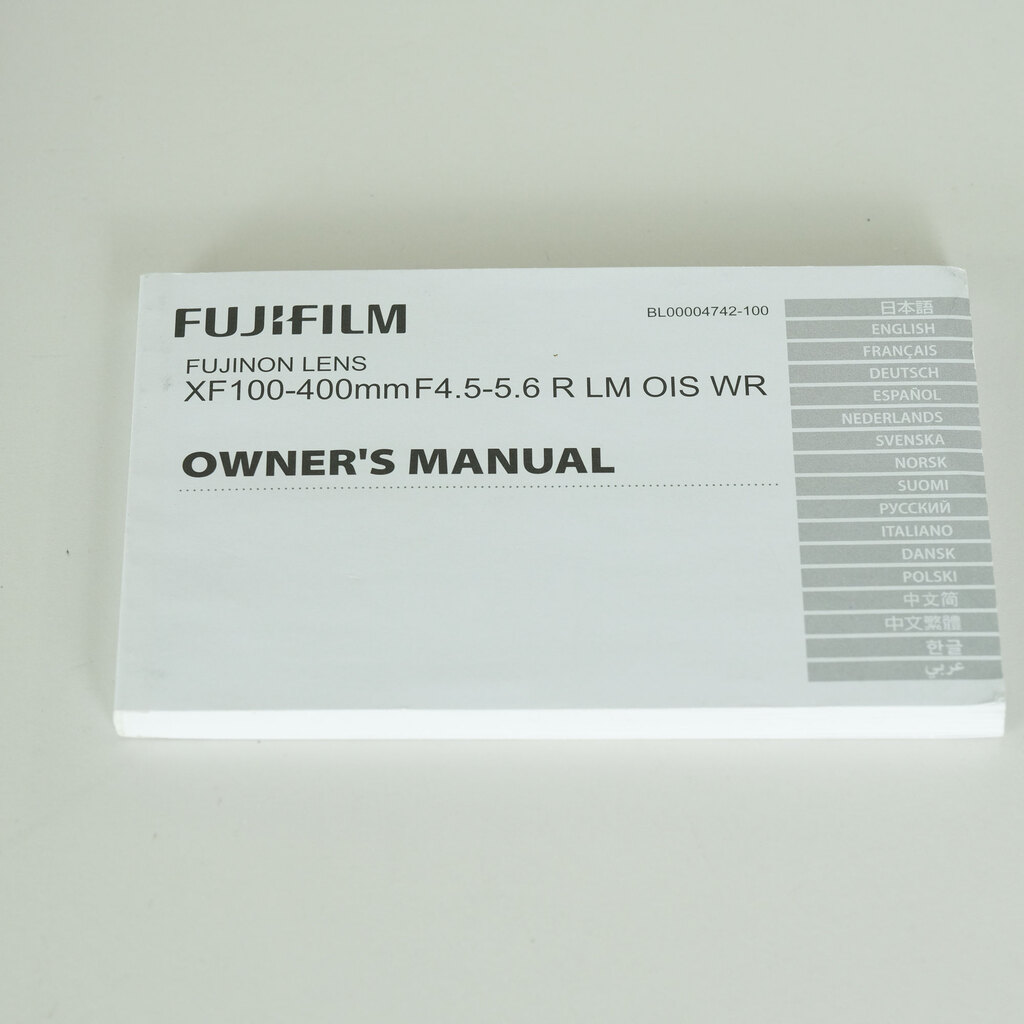 FUJIFILM
BL00004742-100
FUJINON LENS
XF100-400mmF4.5-5.6 R LM OIS WR
OWNER'S MANUAL
日本語
ENGLISH
FRANÇAIS
DEUTSCH
ESPAÑOL
NEDERLANDS
SVENSKA
NORSK
SUOMI
РУССКИЙ
ITALIANO
DANSK
POLSKI
中文简
中文繁體
한글
عربي